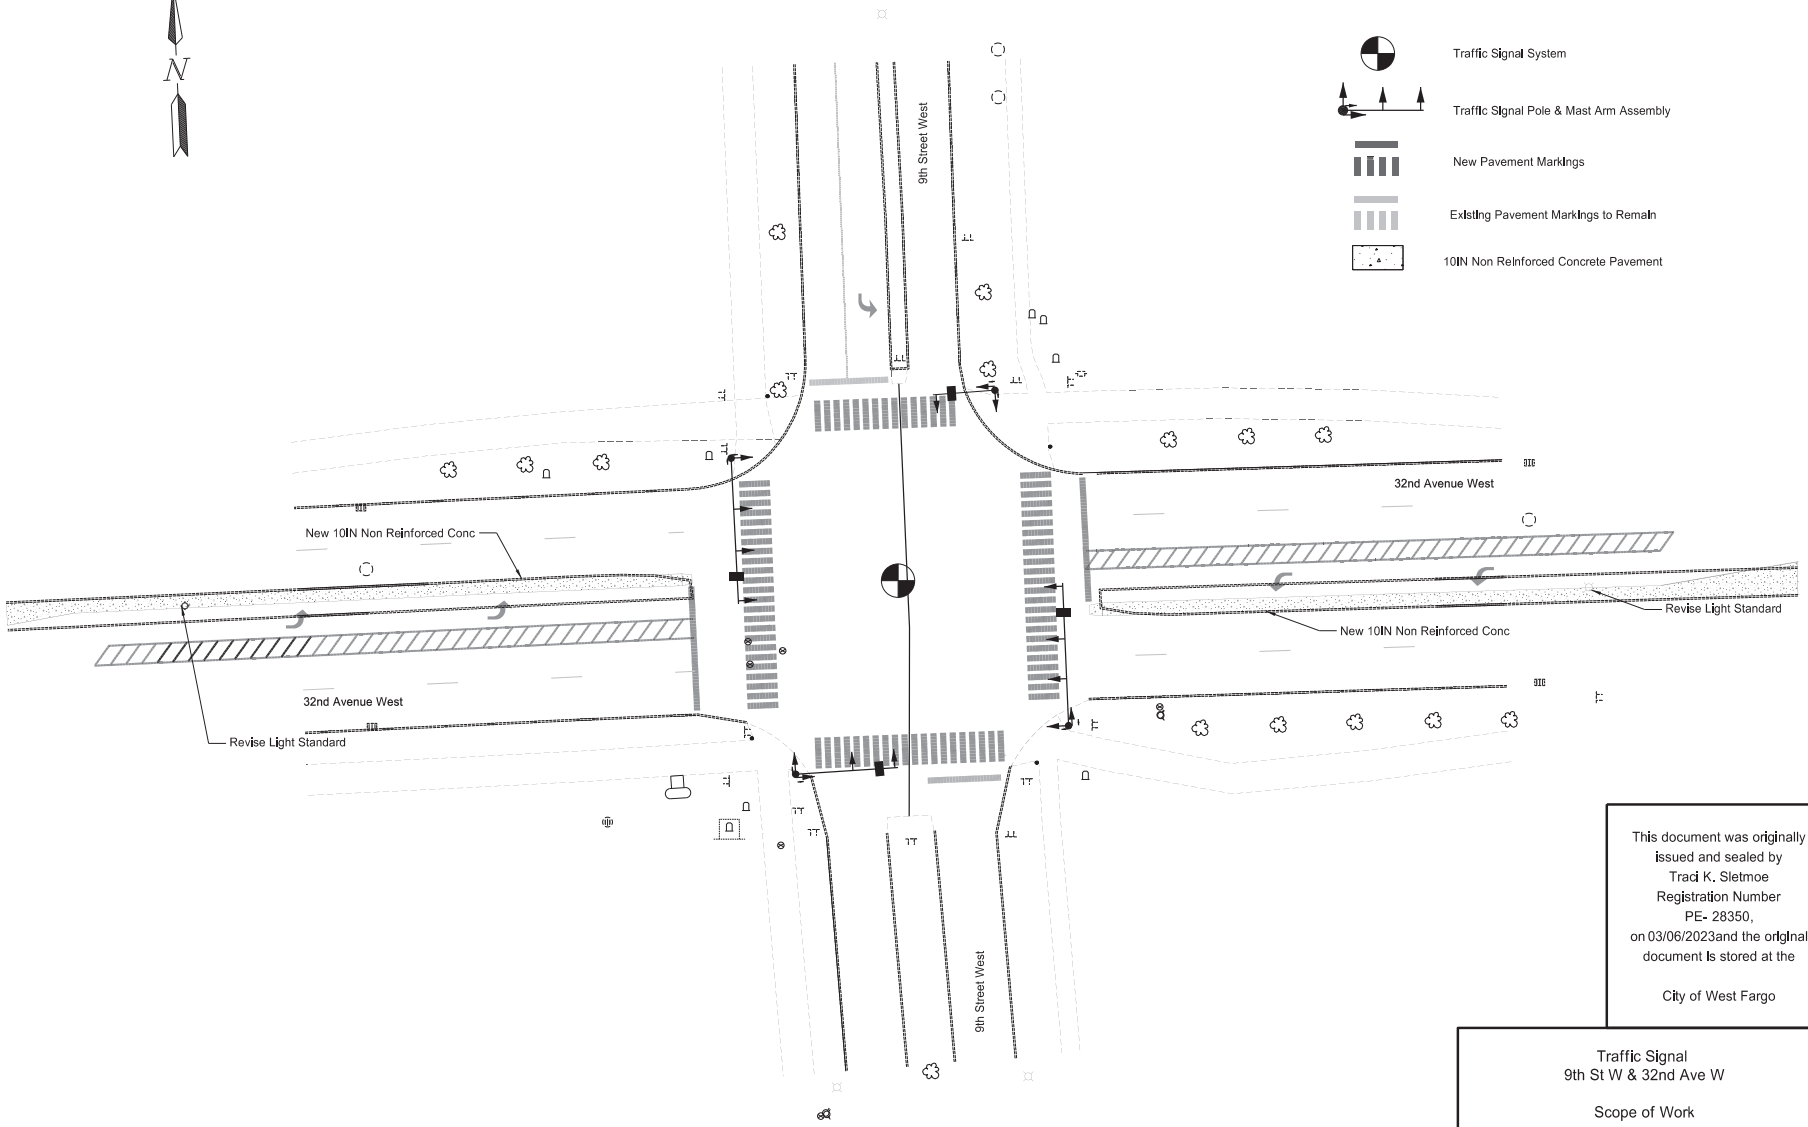 N
Traffic Signal System
Traffic Signal Pole & Mast Arm Assembly
New Pavement Markings
Existing Pavement Markings to Remain
10IN Non Reinforced Concrete Pavement
9th Street West
32nd Avenue West
New 10IN Non Reinforced Conc
Revise Light Standard
New 10IN Non Reinforced Conc
32nd Avenue West
Revise Light Standard
9th Street West
This document was originally
issued and sealed by
Traci K. Sletmoe
Registration Number
PE- 28350,
on 03/06/2023and the original
document is stored at the
City of West Fargo
Traffic Signal
9th St W & 32nd Ave W
Scope of Work